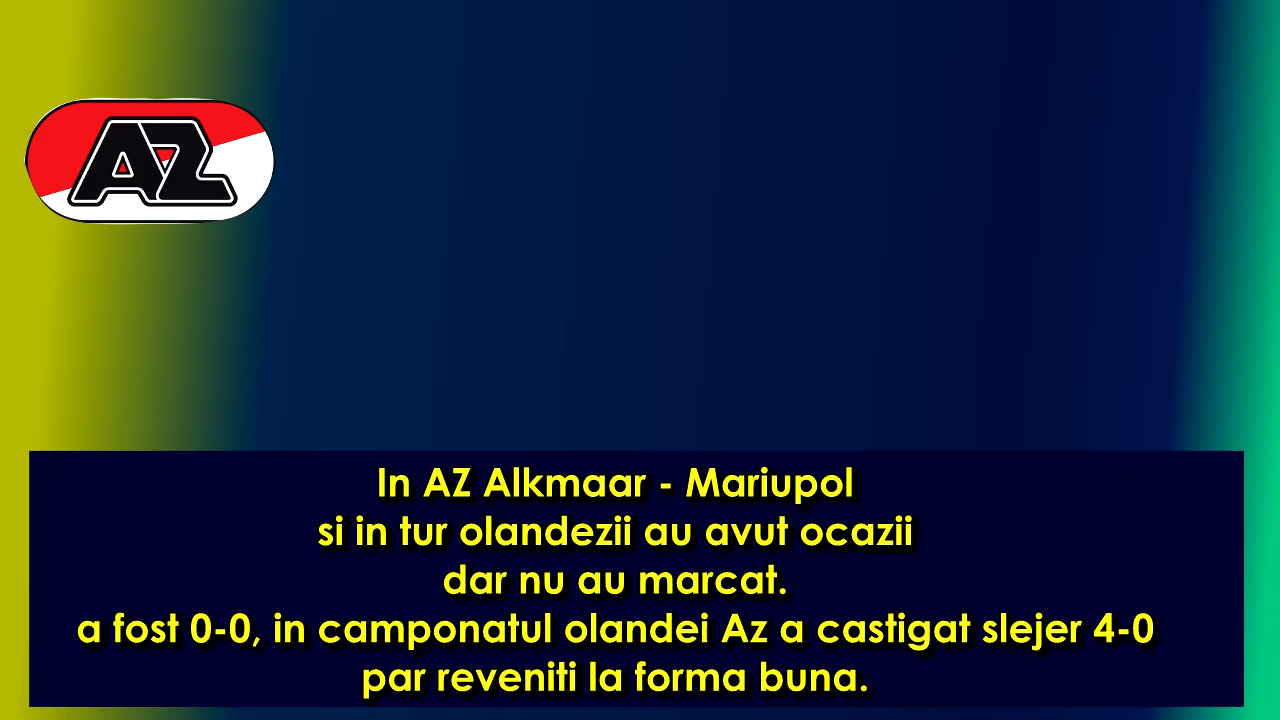 AZ
In AZ Alkmaar - Mariupol
si in tur olandezii au avut ocazii
dar nu au marcat.
a fost 0-0, in camponatul olandei Az a castigat slejer 4-0
par reveniti la forma buna.